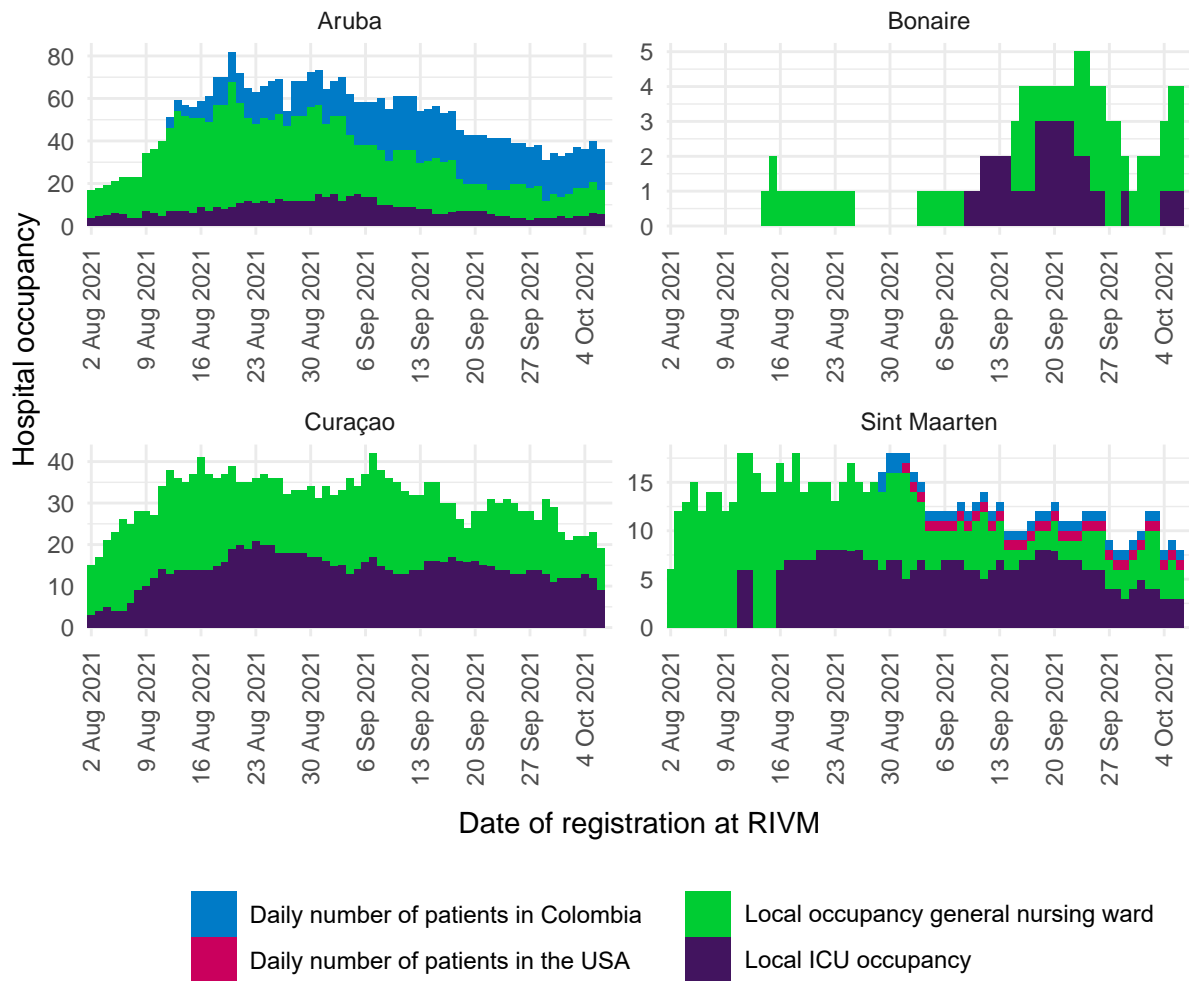 Aruba
Bonaire
80
60
40
20
0
5
4
3
2
1
0
2 Aug 2021
9 Aug 2021
16 Aug 2021
23 Aug 2021
30 Aug 2021
6 Sep 2021
13 Sep 2021
20 Sep 2021
27 Sep 2021
4 Oct 2021
2 Aug 2021
9 Aug 2021
16 Aug 2021
23 Aug 2021
30 Aug 2021
6 Sep 2021
13 Sep 2021
20 Sep 2021
27 Sep 2021
4 Oct 2021
Hospital occupancy
Curaçao
Sint Maarten
40
30
20
10
0
15
10
5
0
2 Aug 2021
9 Aug 2021
16 Aug 2021
23 Aug 2021
30 Aug 2021
6 Sep 2021
13 Sep 2021
20 Sep 2021
27 Sep 2021
4 Oct 2021
2 Aug 2021
9 Aug 2021
16 Aug 2021
23 Aug 2021
30 Aug 2021
6 Sep 2021
13 Sep 2021
20 Sep 2021
27 Sep 2021
4 Oct 2021
Date of registration at RIVM
Daily number of patients in Colombia
Daily number of patients in the USA
Local occupancy general nursing ward
Local ICU occupancy